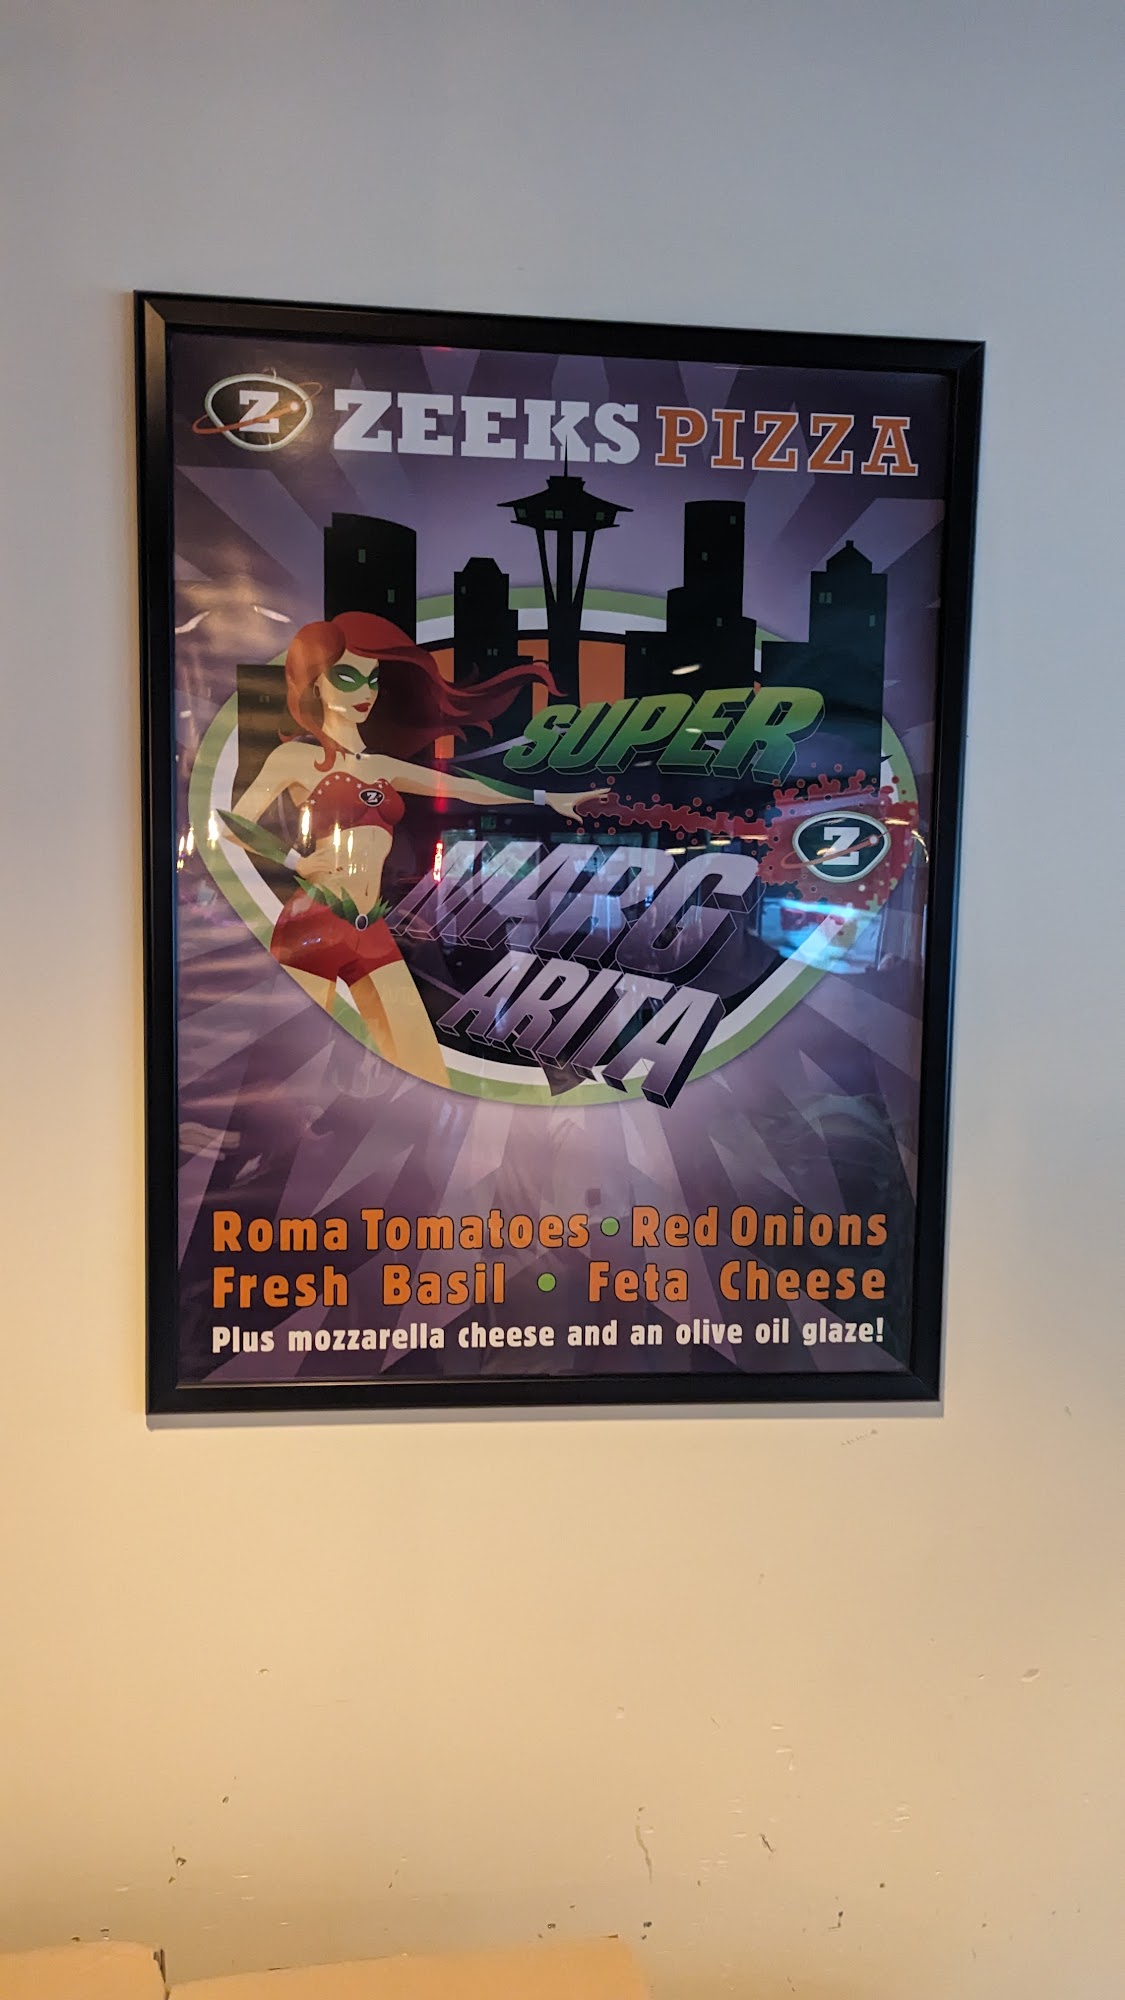 Z ZEEKS PIZZA
SUPER
Z
Z
MARG
ARITA
Roma Tomatoes • Red Onions
Fresh Basil • Feta Cheese
Plus mozzarella cheese and an olive oil glaze!